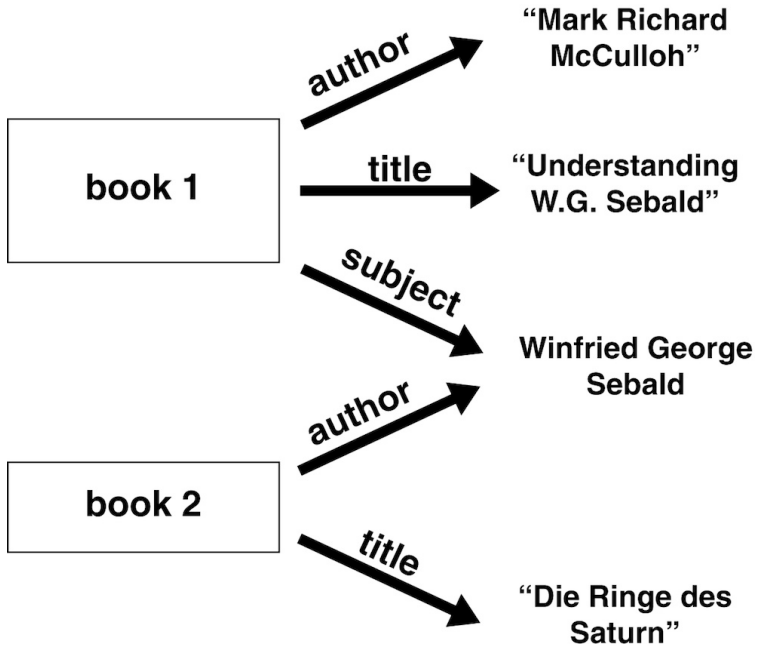 “Mark Richard
McCulloh”
author
book 1
title
“Understanding
W.G. Sebald”
subject
Winfried George
Sebald
author
book 2
title
“Die Ringe des
Saturn”